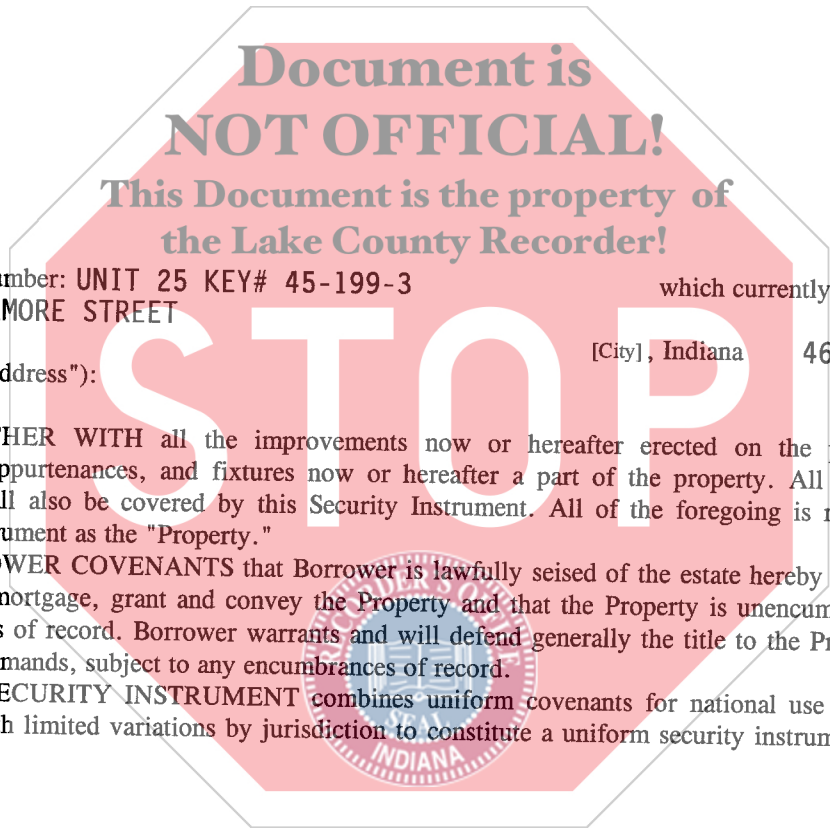 Document is
NOT OFFICIAL!
This Document is the property of
the Lake County Recorder!
umber: UNIT 25 KEY# 45-199-3 which currently
MORE STREET
[City], Indiana 46
ddress"):
STOP
HER WITH all the improvements now or hereafter erected on the
ppurtenances, and fixtures now or hereafter a part of the property. All
ll also be covered by this Security Instrument. All of the foregoing is
ument as the "Property."
OWER COVENANTS that Borrower is lawfully seised of the estate hereby
mortgage, grant and convey the Property and that the Property is unencum
s of record. Borrower warrants and will defend generally the title to the Pr
mands, subject to any encumbrances of record.
ECURITY INSTRUMENT combines uniform covenants for national use
h limited variations by jurisdiction to constitute a uniform security instrum
RECORDER'S OFFICE
SEAL
INDIANA